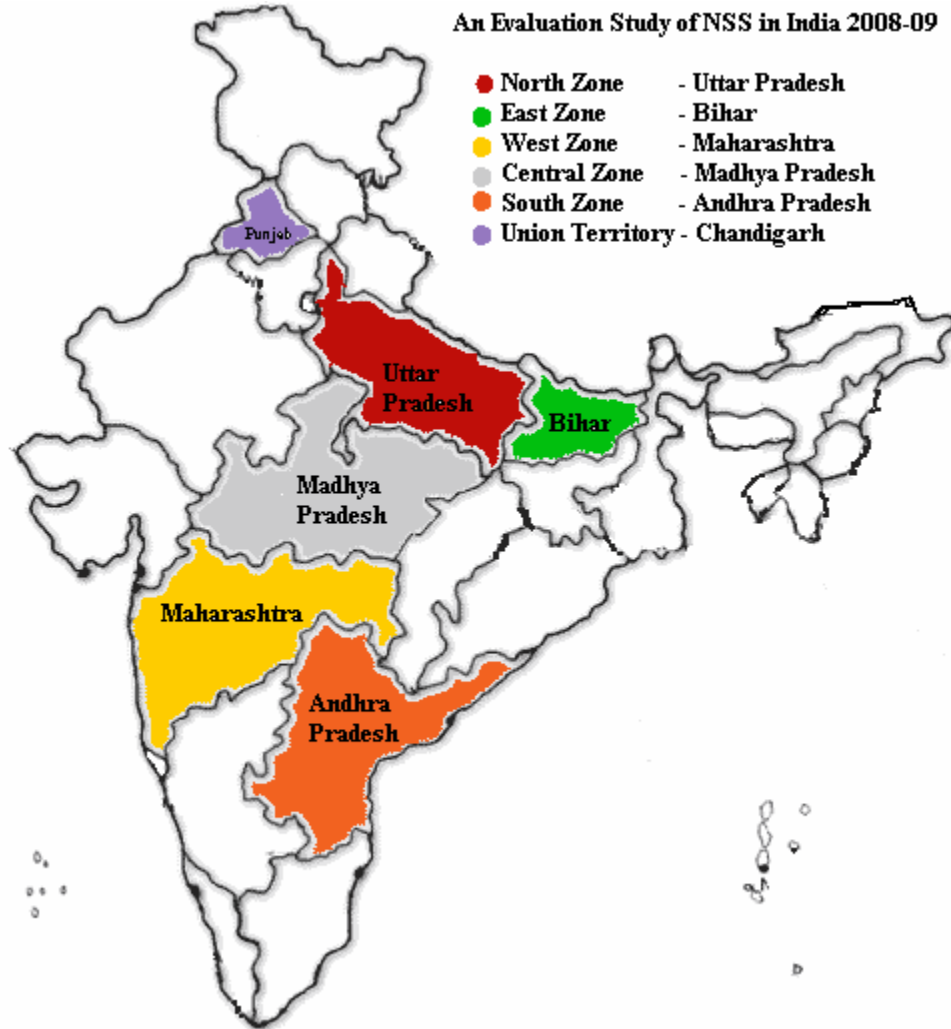 An Evaluation Study of NSS in India 2008-09
North Zone - Uttar Pradesh
East Zone - Bihar
West Zone - Maharashtra
Central Zone - Madhya Pradesh
South Zone - Andhra Pradesh
Union Territory - Chandigarh
Punjab
Uttar
Pradesh
Bihar
Madhya
Pradesh
Maharashtra
Andhra
Pradesh